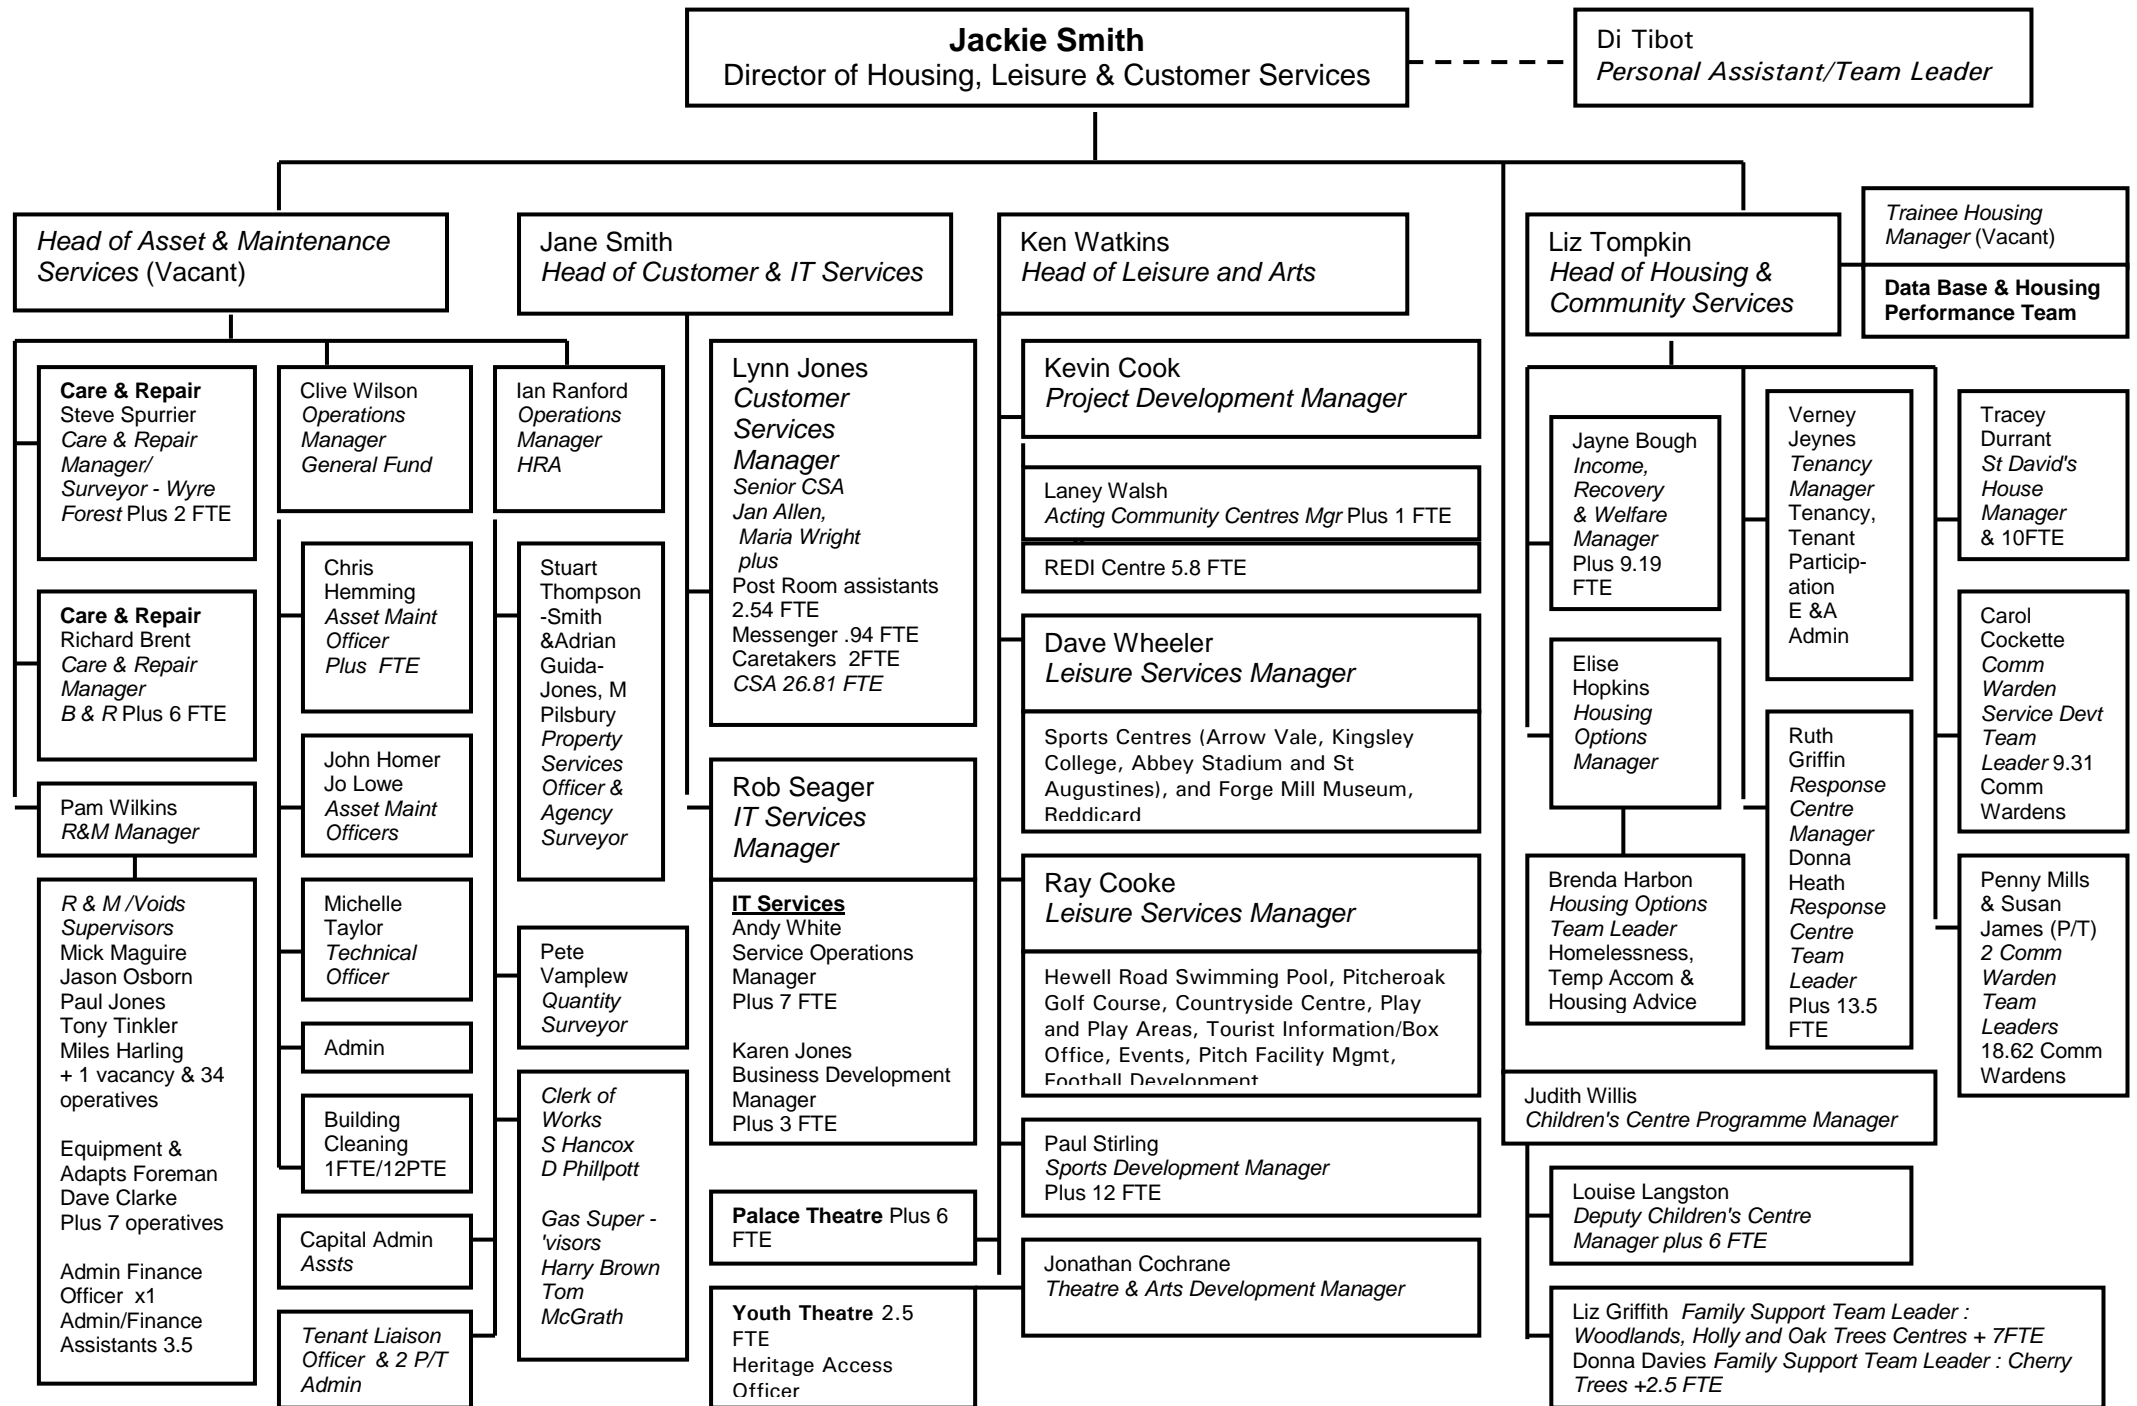 Jackie Smith
Director of Housing, Leisure & Customer Services
Di Tibot
Personal Assistant/Team Leader
Head of Asset & Maintenance
Services (Vacant)
Jane Smith
Head of Customer & IT Services
Ken Watkins
Head of Leisure and Arts
Liz Tompkin
Head of Housing &
Community Services
Trainee Housing
Manager (Vacant)
Data Base & Housing
Performance Team
Care & Repair
Steve Spurrier
Care & Repair
Manager/
Surveyor - Wyre
Forest Plus 2 FTE
Care & Repair
Richard Brent
Care & Repair
Manager
B & R Plus 6 FTE
Pam Wilkins
R&M Manager
R & M /Voids
Supervisors
Mick Maguire
Jason Osborn
Paul Jones
Tony Tinkler
Miles Harling
+ 1 vacancy & 34
operatives
Equipment &
Adapts Foreman
Dave Clarke
Plus 7 operatives
Admin Finance
Officer x1
Admin/Finance
Assistants 3.5
Clive Wilson
Operations
Manager
General Fund
Chris
Hemming
Asset Maint
Officer
Plus FTE
John Homer
Jo Lowe
Asset Maint
Officers
Michelle
Taylor
Technical
Officer
Admin
Building
Cleaning
1FTE/12PTE
Capital Admin
Assts
Tenant Liaison
Officer & 2 P/T
Admin
Ian Ranford
Operations
Manager
HRA
Stuart
Thompson
-Smith
&Adrian
Guida-
Jones, M
Pilsbury
Property
Services
Officer &
Agency
Surveyor
Pete
Vamplew
Quantity
Surveyor
Clerk of
Works
S Hancox
D Phillpott
Gas Super -
'visors
Harry Brown
Tom
McGrath
Lynn Jones
Customer
Services
Manager
Senior CSA
Jan Allen,
Maria Wright
plus
Post Room assistants
2.54 FTE
Messenger .94 FTE
Caretakers 2FTE
CSA 26.81 FTE
Rob Seager
IT Services
Manager
IT Services
Andy White
Service Operations
Manager
Plus 7 FTE
Karen Jones
Business Development
Manager
Plus 3 FTE
Palace Theatre Plus 6
FTE
Youth Theatre 2.5
FTE
Heritage Access
Officer
Kevin Cook
Project Development Manager
Laney Walsh
Acting Community Centres Mgr Plus 1 FTE
REDI Centre 5.8 FTE
Dave Wheeler
Leisure Services Manager
Sports Centres (Arrow Vale, Kingsley
College, Abbey Stadium and St
Augustines), and Forge Mill Museum,
Reddicard
Ray Cooke
Leisure Services Manager
Hewell Road Swimming Pool, Pitcheroak
Golf Course, Countryside Centre, Play
and Play Areas, Tourist Information/Box
Office, Events, Pitch Facility Mgmt,
Football Development
Paul Stirling
Sports Development Manager
Plus 12 FTE
Jonathan Cochrane
Theatre & Arts Development Manager
Jayne Bough
Income,
Recovery
& Welfare
Manager
Plus 9.19
FTE
Elise
Hopkins
Housing
Options
Manager
Brenda Harbon
Housing Options
Team Leader
Homelessness,
Temp Accom &
Housing Advice
Verney
Jeynes
Tenancy
Manager
Tenancy,
Tenant
Particip-
ation
E &A
Admin
Ruth
Griffin
Response
Centre
Manager
Donna
Heath
Response
Centre
Team
Leader
Plus 13.5
FTE
Tracey
Durrant
St David's
House
Manager
& 10FTE
Carol
Cockette
Comm
Warden
Service Devt
Team
Leader 9.31
Comm
Wardens
Penny Mills
& Susan
James (P/T)
2 Comm
Warden
Team
Leaders
18.62 Comm
Wardens
Judith Willis
Children's Centre Programme Manager
Louise Langston
Deputy Children's Centre
Manager plus 6 FTE
Liz Griffith Family Support Team Leader :
Woodlands, Holly and Oak Trees Centres + 7FTE
Donna Davies Family Support Team Leader : Cherry
Trees +2.5 FTE